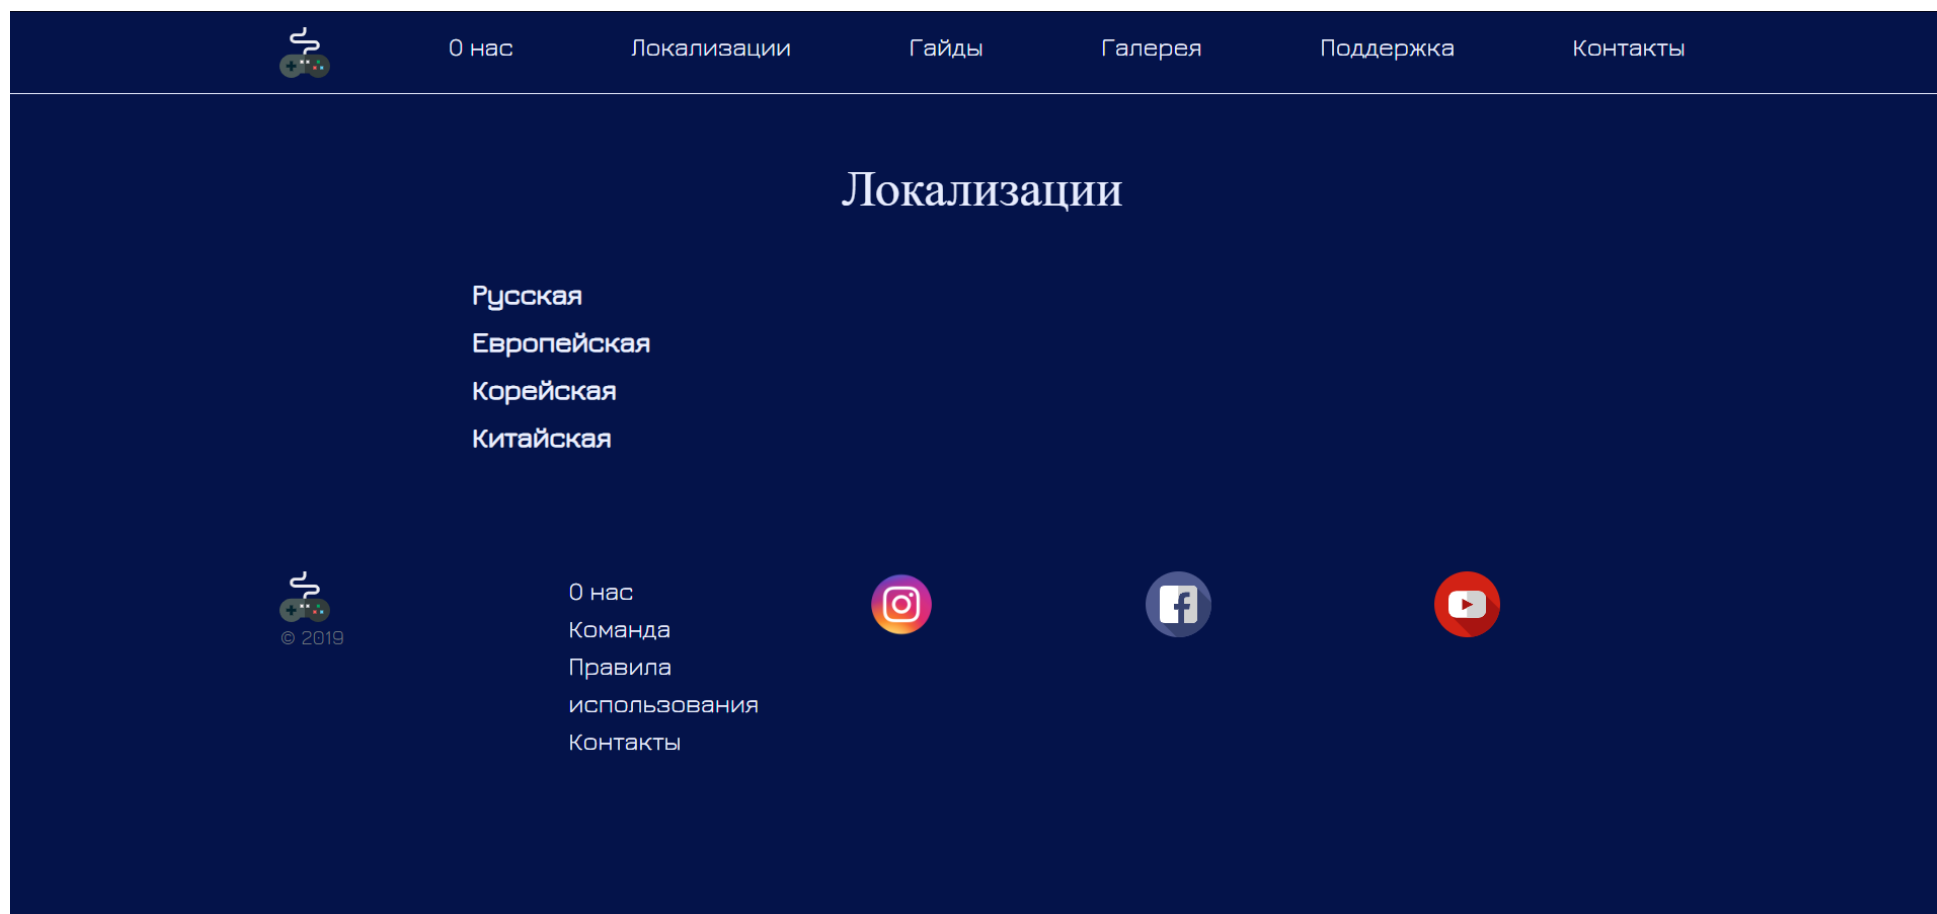 О нас Локализации Гайды Галерея Поддержка Контакты
Локализации
Русская
Европейская
Корейская
Китайская
© 2019
О нас
Команда
Правила
использования
Контакты